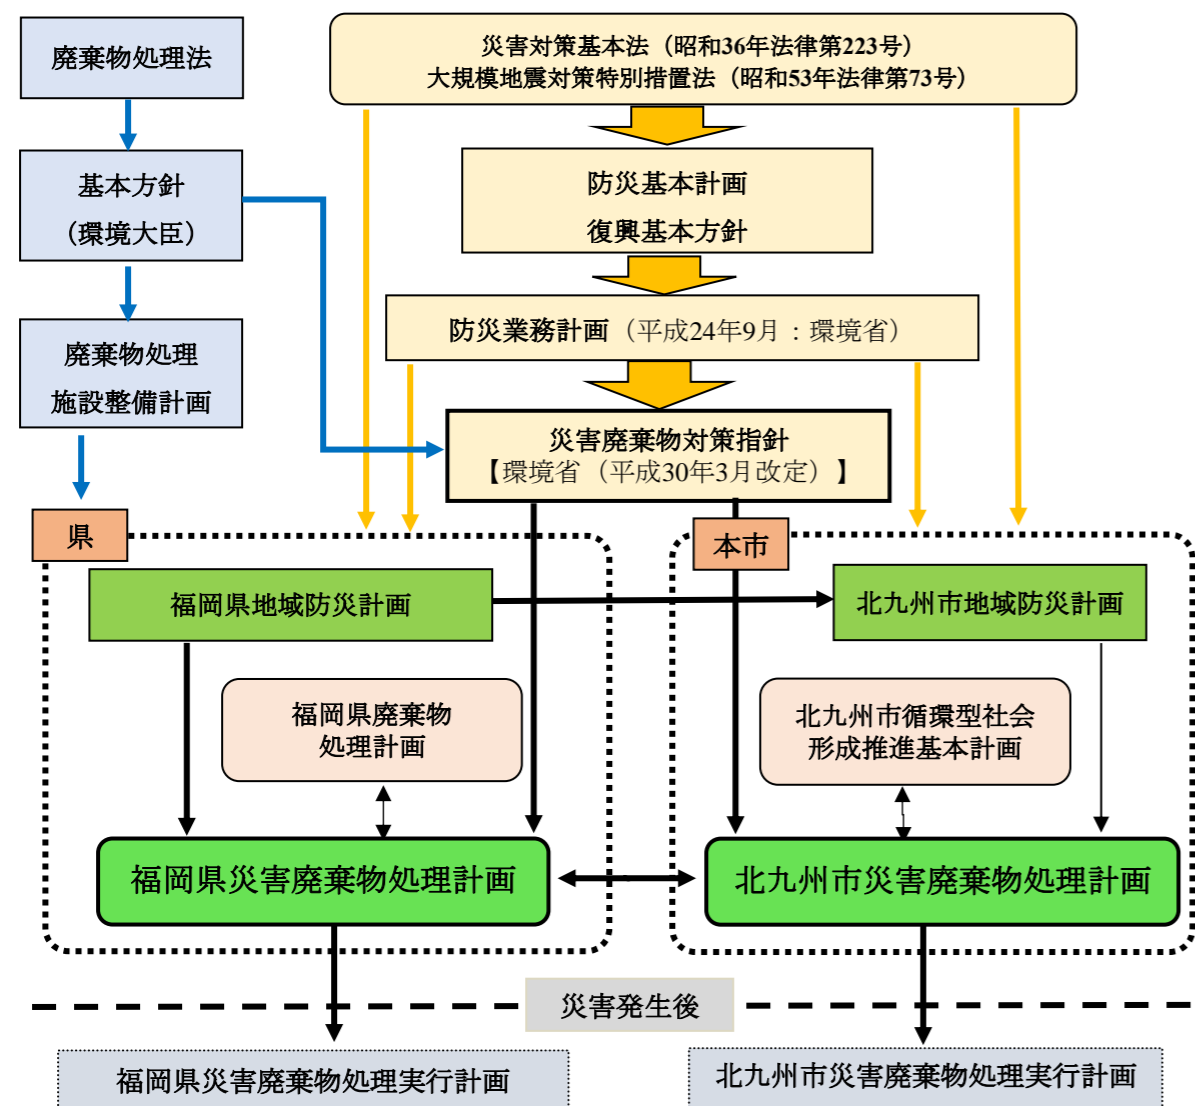 廃棄物処理法
災害対策基本法（昭和36年法律第223号）
大規模地震対策特別措置法（昭和53年法律第73号）
基本方針
（環境大臣）
防災基本計画
復興基本方針
廃棄物処理
施設整備計画
防災業務計画（平成24年9月：環境省）
災害廃棄物対策指針
【環境省（平成30年3月改定）】
県
本市
福岡県地域防災計画
北九州市地域防災計画
福岡県廃棄物
処理計画
北九州市循環型社会
形成推進基本計画
福岡県災害廃棄物処理計画
北九州市災害廃棄物処理計画
災害発生後
福岡県災害廃棄物処理実行計画
北九州市災害廃棄物処理実行計画